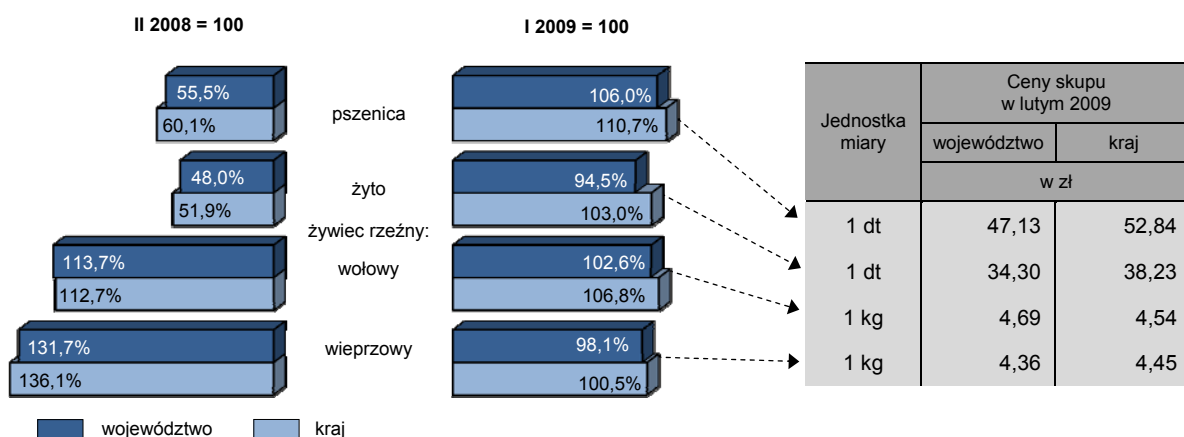 II 2008 = 100
I 2009 = 100
55,5%
60,1%
pszenica
106,0%
110,7%
48,0%
51,9%
żyto
94,5%
103,0%
żywiec rzeźny:
113,7%
112,7%
wołowy
102,6%
106,8%
131,7%
136,1%
wieprzowy
98,1%
100,5%
województwo
kraj
Jednostka
miary
Ceny skupu
w lutym 2009
województwo kraj
w zł
1 dt 47,13 52,84
1 dt 34,30 38,23
1 kg 4,69 4,54
1 kg 4,36 4,45